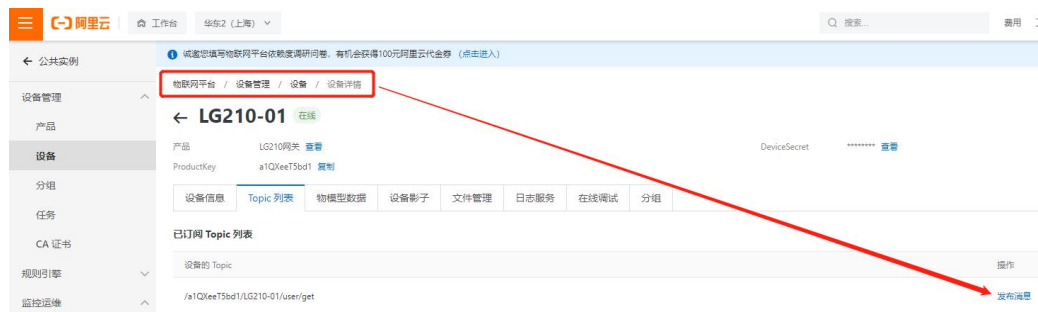 阿里云 工作台 华东2 (上海) 搜索... 费用
公共实例
诚邀您填写物联网平台依赖度调研问卷,有机会获得100元阿里云代金券 (点击进入)
物联网平台 / 设备管理 / 设备 / 设备详情
设备管理
LG210-01 在线
产品
产品 LG210网关 查看 DeviceSecret ******** 查看
设备
ProductKey a1QXeeT5bd1 复制
分组
设备信息 Topic 列表 物模型数据 设备影子 文件管理 日志服务 在线调试 分组
任务
已订阅 Topic 列表
CA 证书
设备的 Topic 操作
规则引擎
监控运维
/a1QXeeT5bd1/LG210-01/user/get 发布消息